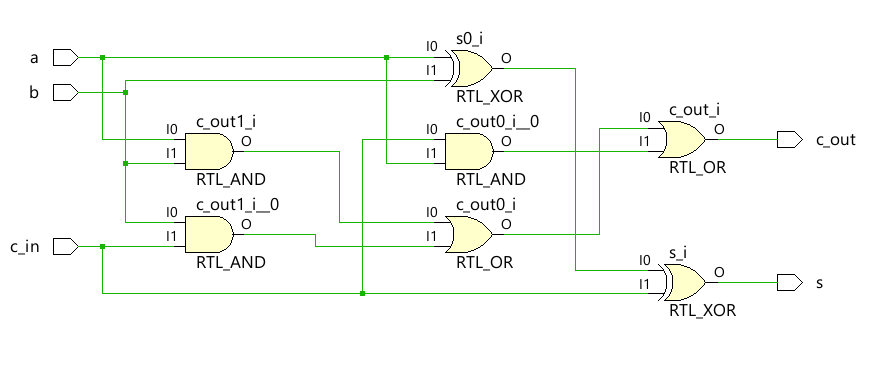 a
b
c_in
I0
I1
s0_i
O
RTL_XOR
I0
I1
c_out1_i
O
RTL_AND
I0
I1
c_out0_i__0
O
RTL_AND
I0
I1
c_out_i
O
RTL_OR
c_out
I0
I1
c_out1_i__0
O
RTL_AND
I0
I1
c_out0_i
O
RTL_OR
I0
I1
s_i
O
RTL_XOR
s